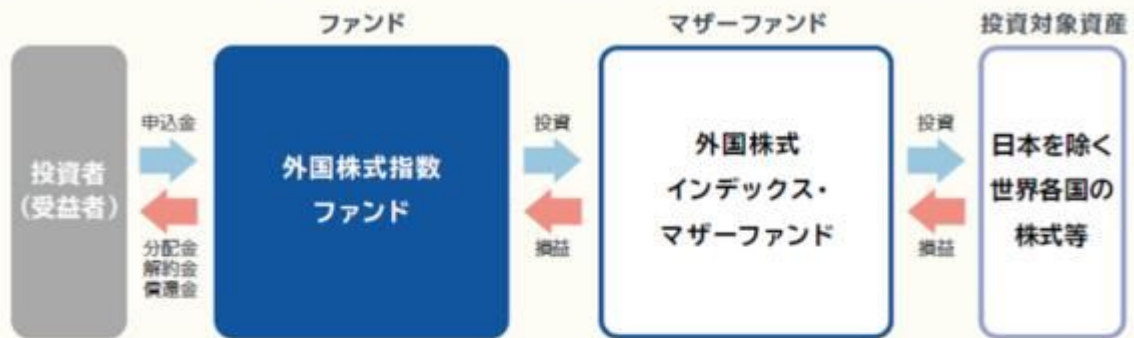 ファンド
マザーファンド
投資対象資産
投資者
(受益者)
申込金
分配金
解約金
償還金
外国株式指数
ファンド
投資
損益
外国株式
インデックス・
マザーファンド
投資
損益
日本を除く
世界各国の
株式等